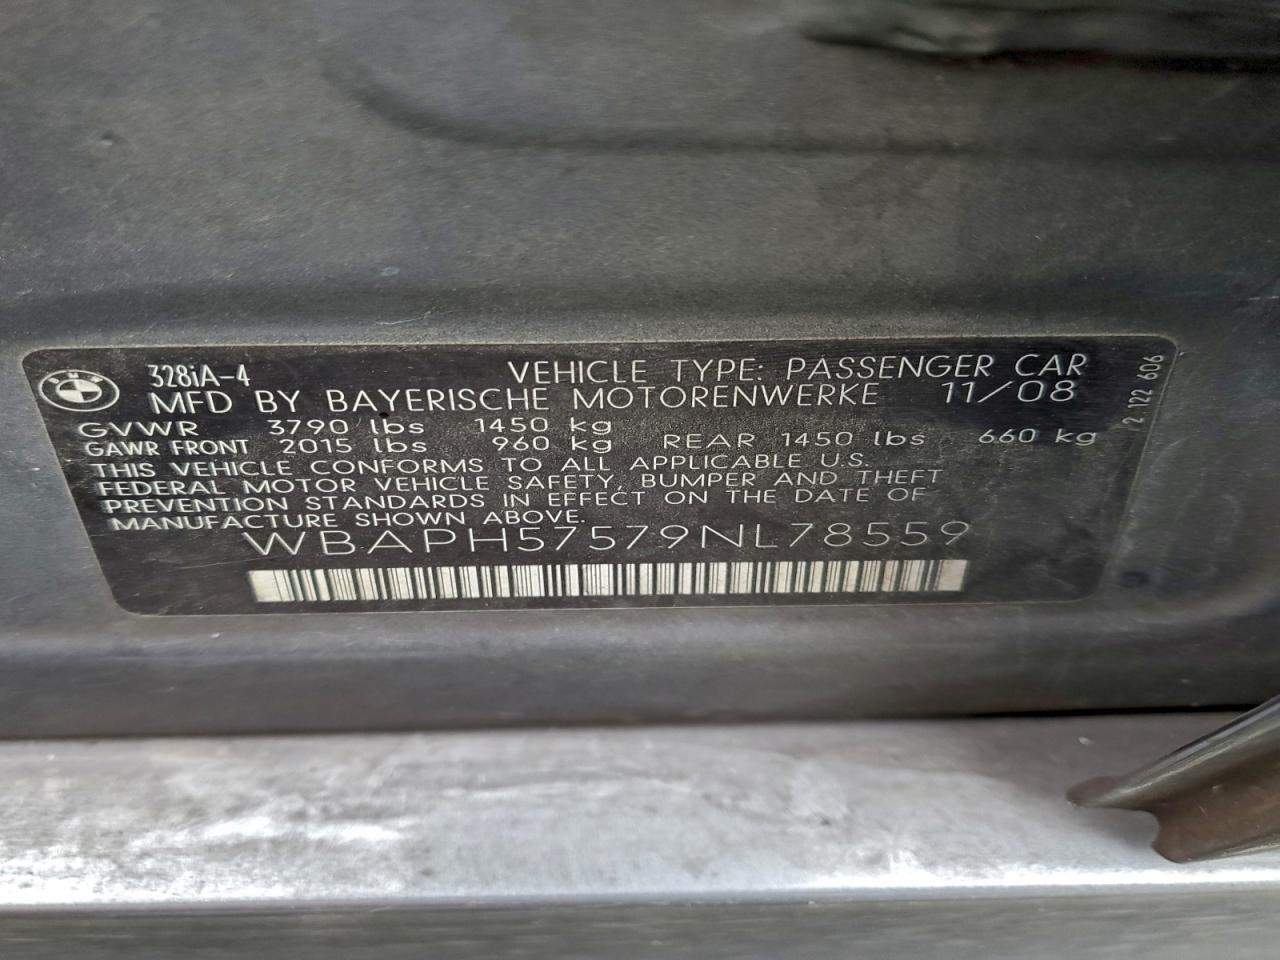 BMW 328iA-4 VEHICLE TYPE: PASSENGER CAR
MFD BY BAYERISCHE MOTORENWERKE 11/08
GVWR 3790 lbs 1450 kg
GAWR FRONT 2015 lbs 960 kg REAR 1450 lbs 660 kg
THIS VEHICLE CONFORMS TO ALL APPLICABLE U.S.
FEDERAL MOTOR VEHICLE SAFETY, BUMPER AND THEFT
PREVENTION STANDARDS IN EFFECT ON THE DATE OF
MANUFACTURE SHOWN ABOVE.
WBAPH57579NL78559
2 122 606